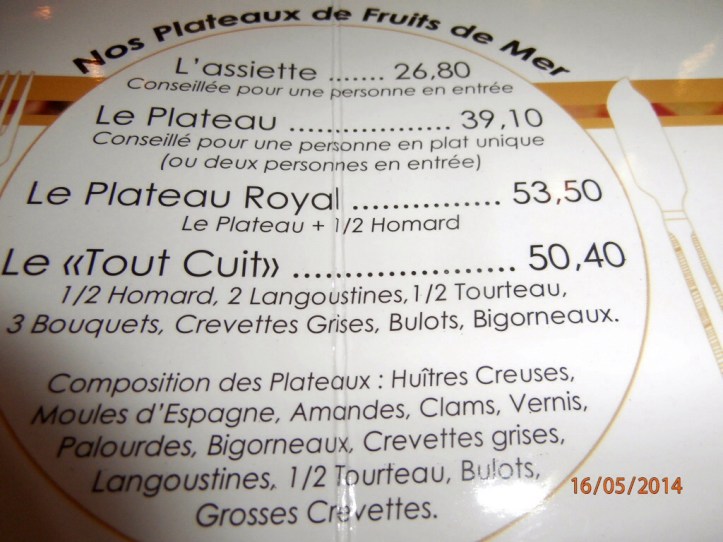 Nos Plateaux de Fruits de Mer
L'assiette ....... 26,80
Conseillée pour une personne en entrée
Le Plateau .................. 39,10
Conseillé pour une personne en plat unique
(ou deux personnes en entrée)
Le Plateau Royal ............... 53,50
Le Plateau + 1/2 Homard
Le «Tout Cuit» ...................... 50,40
1/2 Homard, 2 Langoustines,1/2 Tourteau,
3 Bouquets, Crevettes Grises, Bulots, Bigorneaux.
Composition des Plateaux : Huîtres Creuses,
Moules d'Espagne, Amandes, Clams, Vernis,
Palourdes, Bigorneaux, Crevettes grises,
Langoustines, 1/2 Tourteau, Bulots,
Grosses Crevettes.
16/05/2014